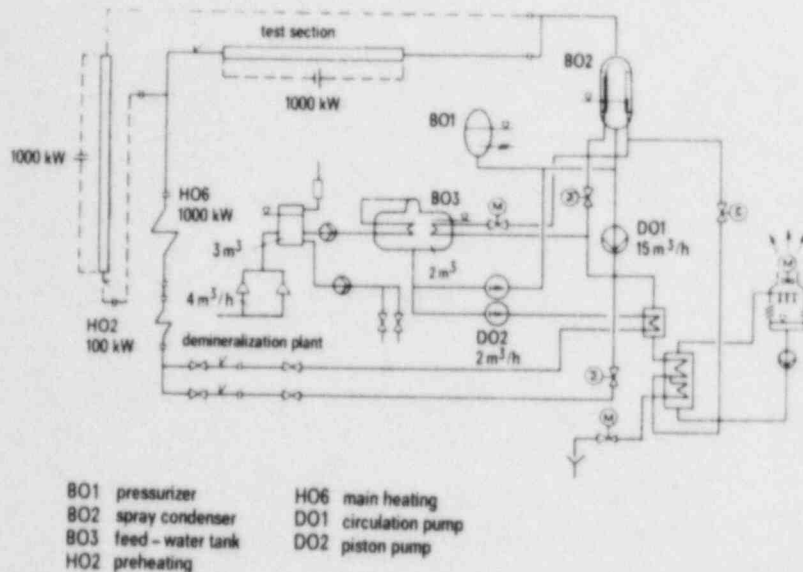 test section
BO2
1000 kW
BO1
1000 kW
HO6
1000 kW
BO3
M
DO1
15 m³/h
3 m³
2 m³
4 m³/h
HO2
100 kW
demineralization plant
DO2
2 m³/h
M
BO1 pressurizer
BO2 spray condenser
BO3 feed - water tank
HO2 preheating
HO6 main heating
DO1 circulation pump
DO2 piston pump